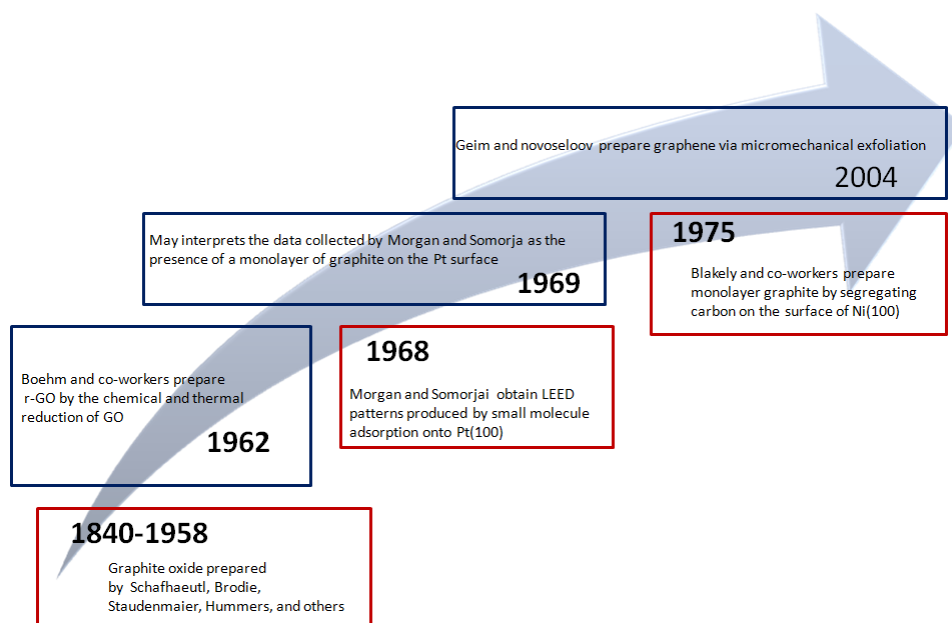 Geim and novoseloov prepare graphene via micromechanical exfoliation
2004
May interprets the data collected by Morgan and Somorja as the
presence of a monolayer of graphite on the Pt surface
1969
1975
Blakely and co-workers prepare
monolayer graphite by segregating
carbon on the surface of Ni(100)
Boehm and co-workers prepare
r-GO by the chemical and thermal
reduction of GO
1962
1968
Morgan and Somorjai obtain LEED
patterns produced by small molecule
adsorption onto Pt(100)
1840-1958
Graphite oxide prepared
by Schafhaeutl, Brodie,
Staudenmaier, Hummers, and others